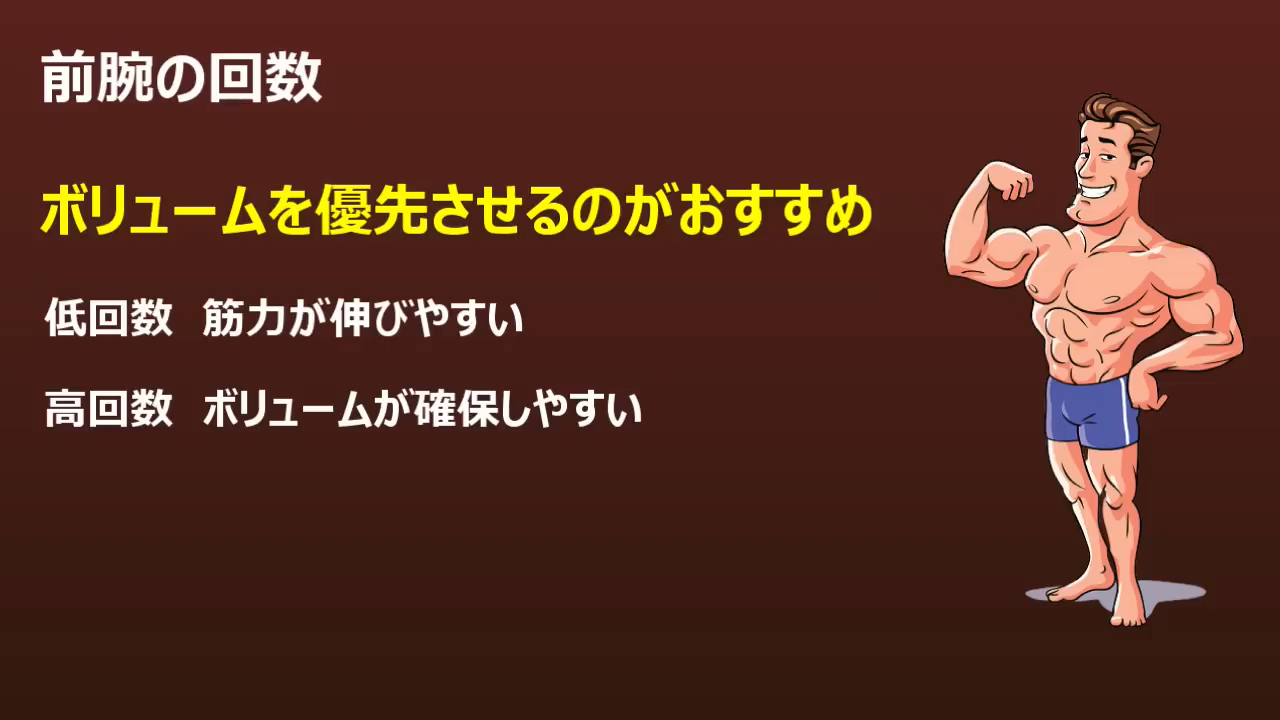 前腕の回数
ボリュームを優先させるのがおすすめ
低回数　筋力が伸びやすい
高回数　ボリュームが確保しやすい